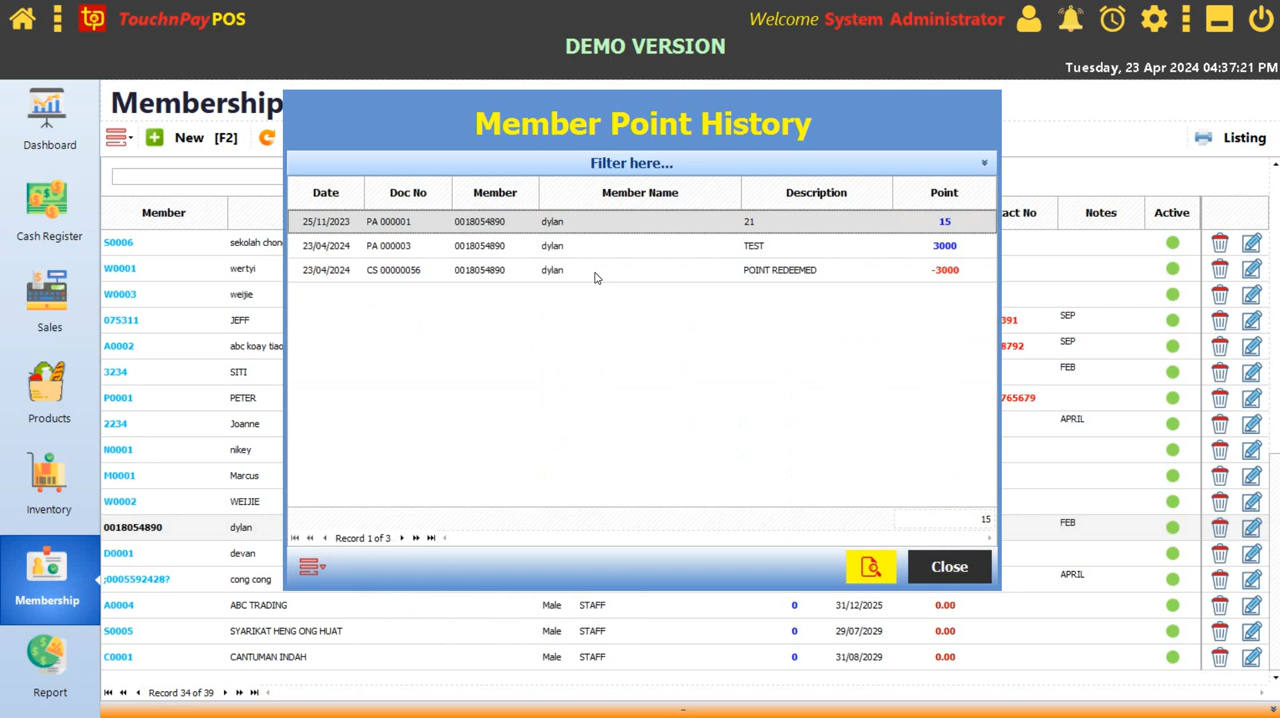 TouchnPay POS
Welcome System Administrator
DEMO VERSION
Tuesday, 23 Apr 2024 04:37:21 PM
Dashboard
Cash Register
Sales
Products
Inventory
Membership
Report
Membership
New [F2]
Listing
Member Point History
Filter here...
Date Doc No Member Member Name Description Point
25/11/2023 PA 000001 0018054890 dylan 21 15
23/04/2024 PA 000003 0018054890 dylan TEST 3000
23/04/2024 CS 00000056 0018054890 dylan POINT REDEEMED -3000
15
Record 1 of 3
Close
Member act No Notes Active
S0006 sekolah chon
W0001 wertyi
W0003 weijie
075311 JEFF 391 SEP
A0002 abc koay tiao 8792 SEP
3234 SITI FEB
P0001 PETER 765679
2234 Joanne APRIL
N0001 nikey
M0001 Marcus
W0002 WEIJIE
0018054890 dylan FEB
D0001 devan
;0005592428? cong cong APRIL
A0004 ABC TRADING Male STAFF 0 31/12/2025 0.00
S0005 SYARIKAT HENG ONG HUAT Male STAFF 0 29/07/2029 0.00
C0001 CANTUMAN INDAH Male STAFF 0 31/08/2029 0.00
Record 34 of 39